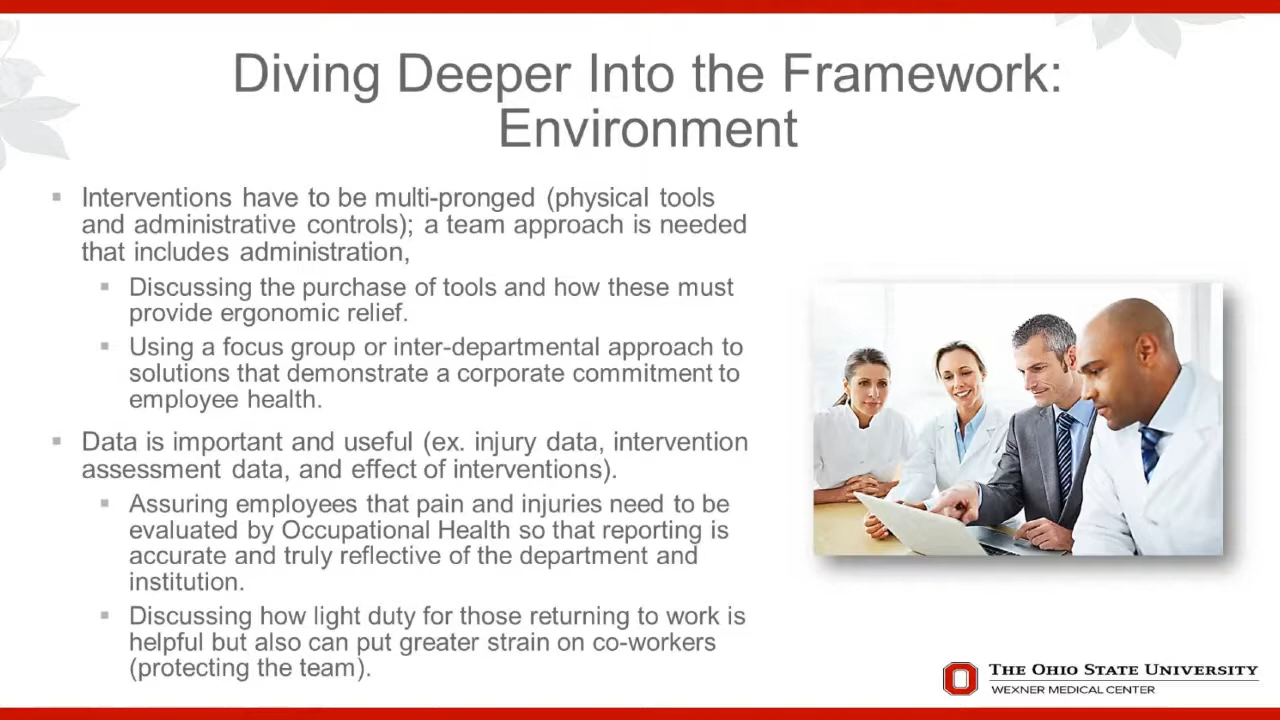 Diving Deeper Into the Framework:
Environment
Interventions have to be multi-pronged (physical tools
and administrative controls); a team approach is needed
that includes administration,
Discussing the purchase of tools and how these must
provide ergonomic relief.
Using a focus group or inter-departmental approach to
solutions that demonstrate a corporate commitment to
employee health.
Data is important and useful (ex. injury data, intervention
assessment data, and effect of interventions).
Assuring employees that pain and injuries need to be
evaluated by Occupational Health so that reporting is
accurate and truly reflective of the department and
institution.
Discussing how light duty for those returning to work is
helpful but also can put greater strain on co-workers
(protecting the team).
THE OHIO STATE UNIVERSITY
WEXNER MEDICAL CENTER